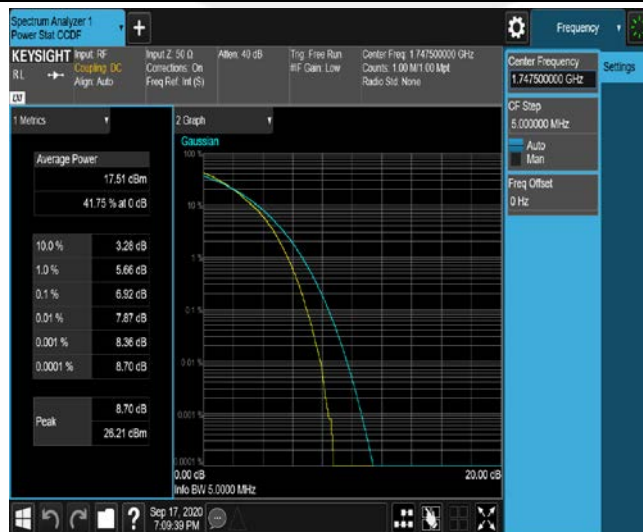 Spectrum Analyzer 1
Power Stat CCDF
+
Frequency
KEYSIGHT
RL
LXI
Input: RF
Coupling: DC
Align: Auto
Input Z: 50 Ω
Corrections: On
Freq Ref: Int (S)
Atten: 40 dB
Trig: Free Run
#IF Gain: Low
Center Freq: 1.747500000 GHz
Counts: 1.00 M/1.00 Mpt
Radio Std: None
Center Frequency
1.747500000 GHz
Settings
CF Step
5.000000 MHz
Auto
Man
Freq Offset
0 Hz
1 Metrics
Average Power
17.51 dBm
41.75 % at 0 dB
10.0 % 3.28 dB
1.0 % 5.66 dB
0.1 % 6.92 dB
0.01 % 7.87 dB
0.001 % 8.36 dB
0.0001 % 8.70 dB
Peak
8.70 dB
26.21 dBm
2 Graph
Gaussian
100 %
10 %
1 %
0.1 %
0.01 %
0.001 %
0.0001 %
0.00 dB 20.00 dB
Info BW 5.0000 MHz
?
Sep 17, 2020
7:09:39 PM